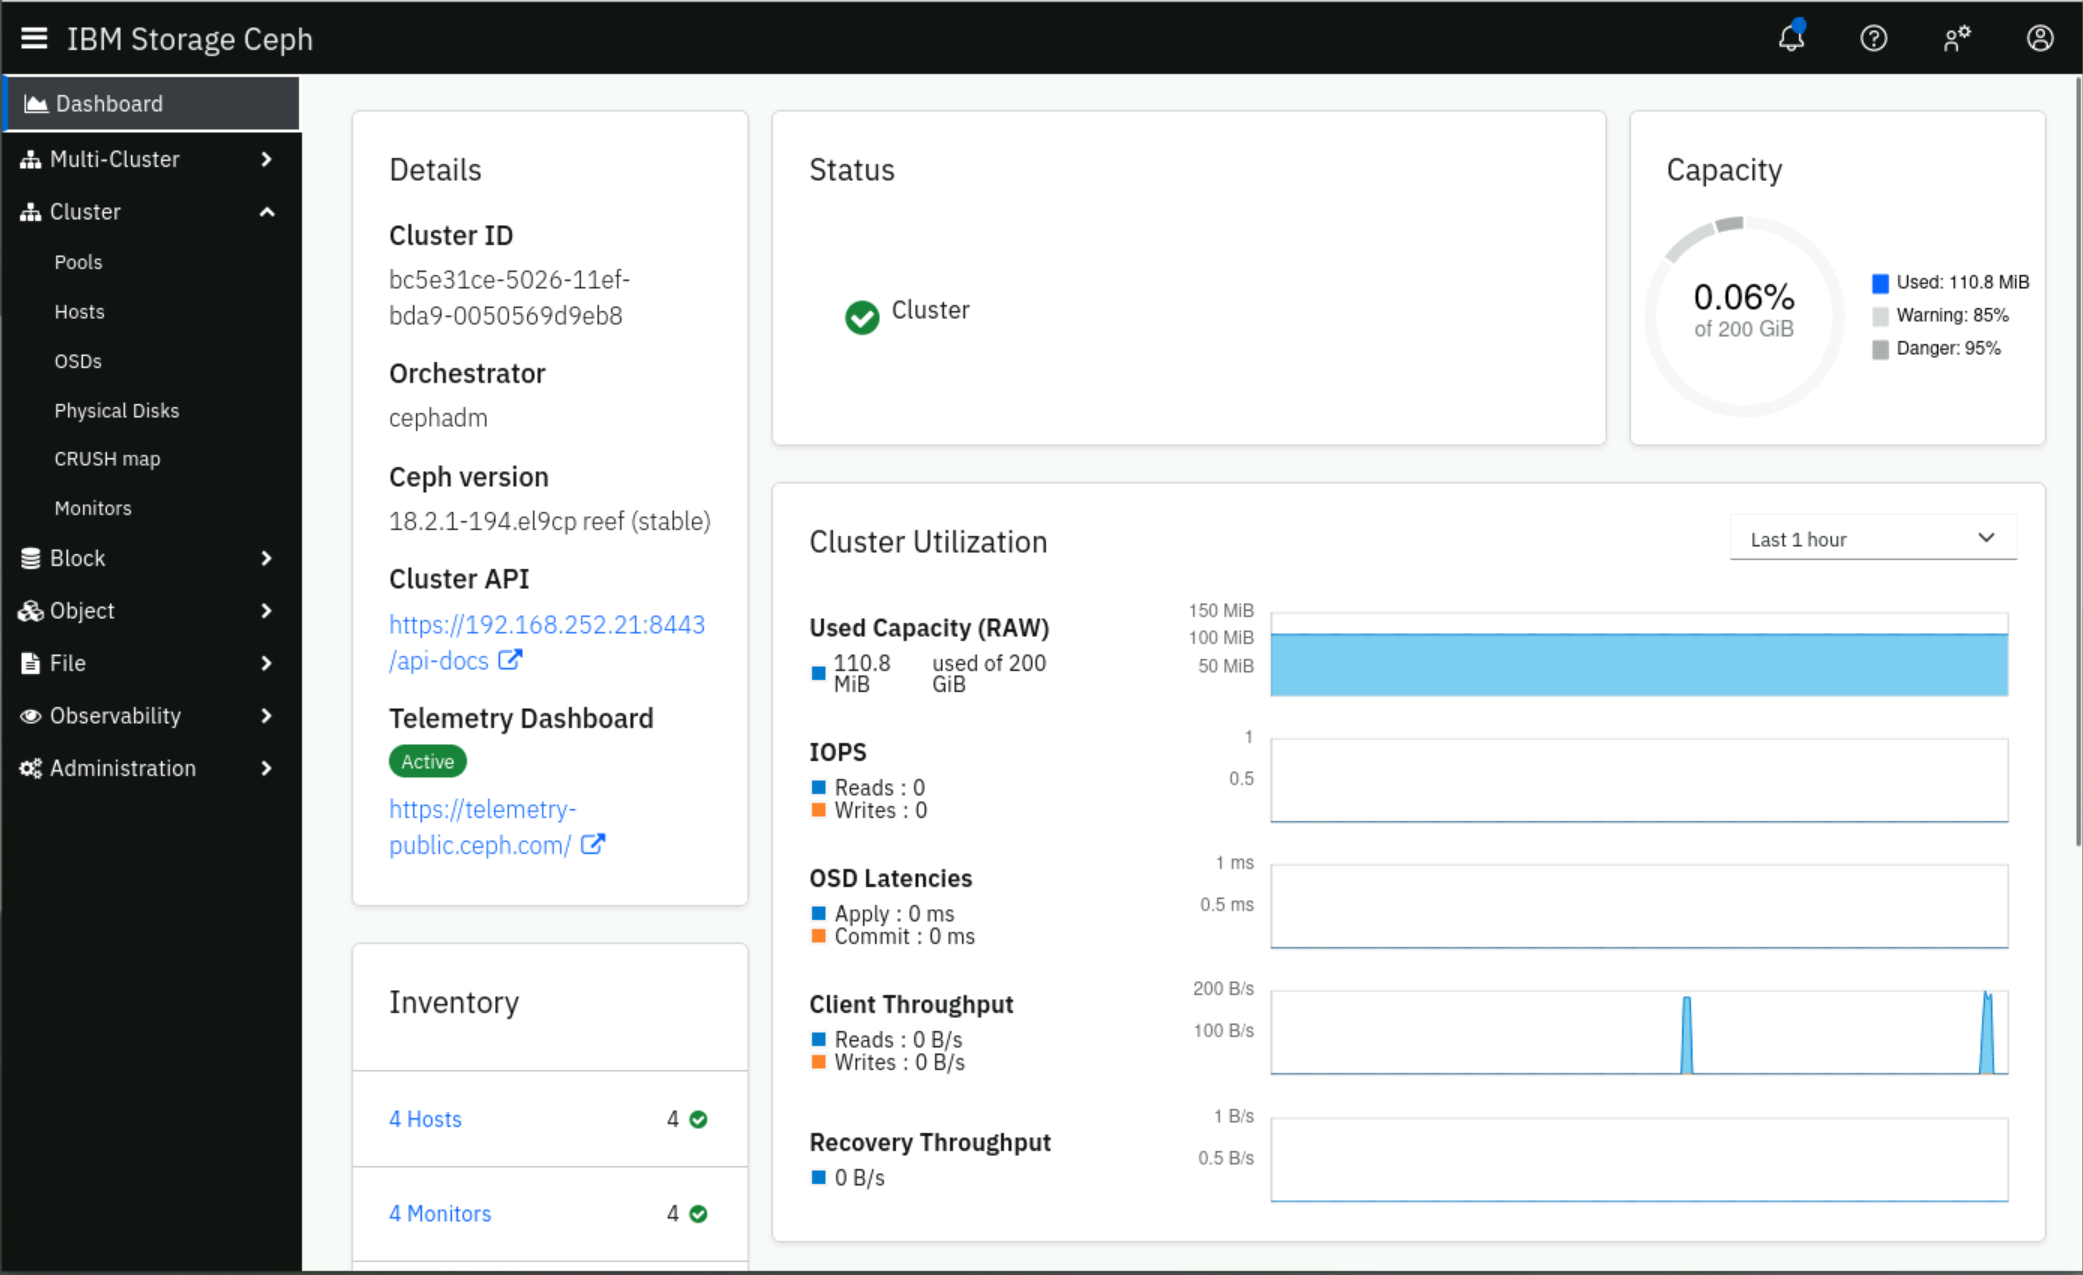 IBM Storage Ceph
Dashboard
Multi-Cluster
Cluster
Pools
Hosts
OSDs
Physical Disks
CRUSH map
Monitors
Block
Object
File
Observability
Administration
Details
Cluster ID
bc5e31ce-5026-11ef-
bda9-0050569d9eb8
Orchestrator
cephadm
Ceph version
18.2.1-194.el9cp reef (stable)
Cluster API
https://192.168.252.21:8443
/api-docs
Telemetry Dashboard
Active
https://telemetry-
public.ceph.com/
Inventory
4 Hosts 4
4 Monitors 4
Status
Cluster
Capacity
0.06%
of 200 GiB
Used: 110.8 MiB
Warning: 85%
Danger: 95%
Cluster Utilization
Last 1 hour
Used Capacity (RAW)
110.8 used of 200
MiB GiB
150 MiB
100 MiB
50 MiB
IOPS
Reads : 0
Writes : 0
1
0.5
OSD Latencies
Apply : 0 ms
Commit : 0 ms
1 ms
0.5 ms
Client Throughput
Reads : 0 B/s
Writes : 0 B/s
200 B/s
100 B/s
Recovery Throughput
0 B/s
1 B/s
0.5 B/s